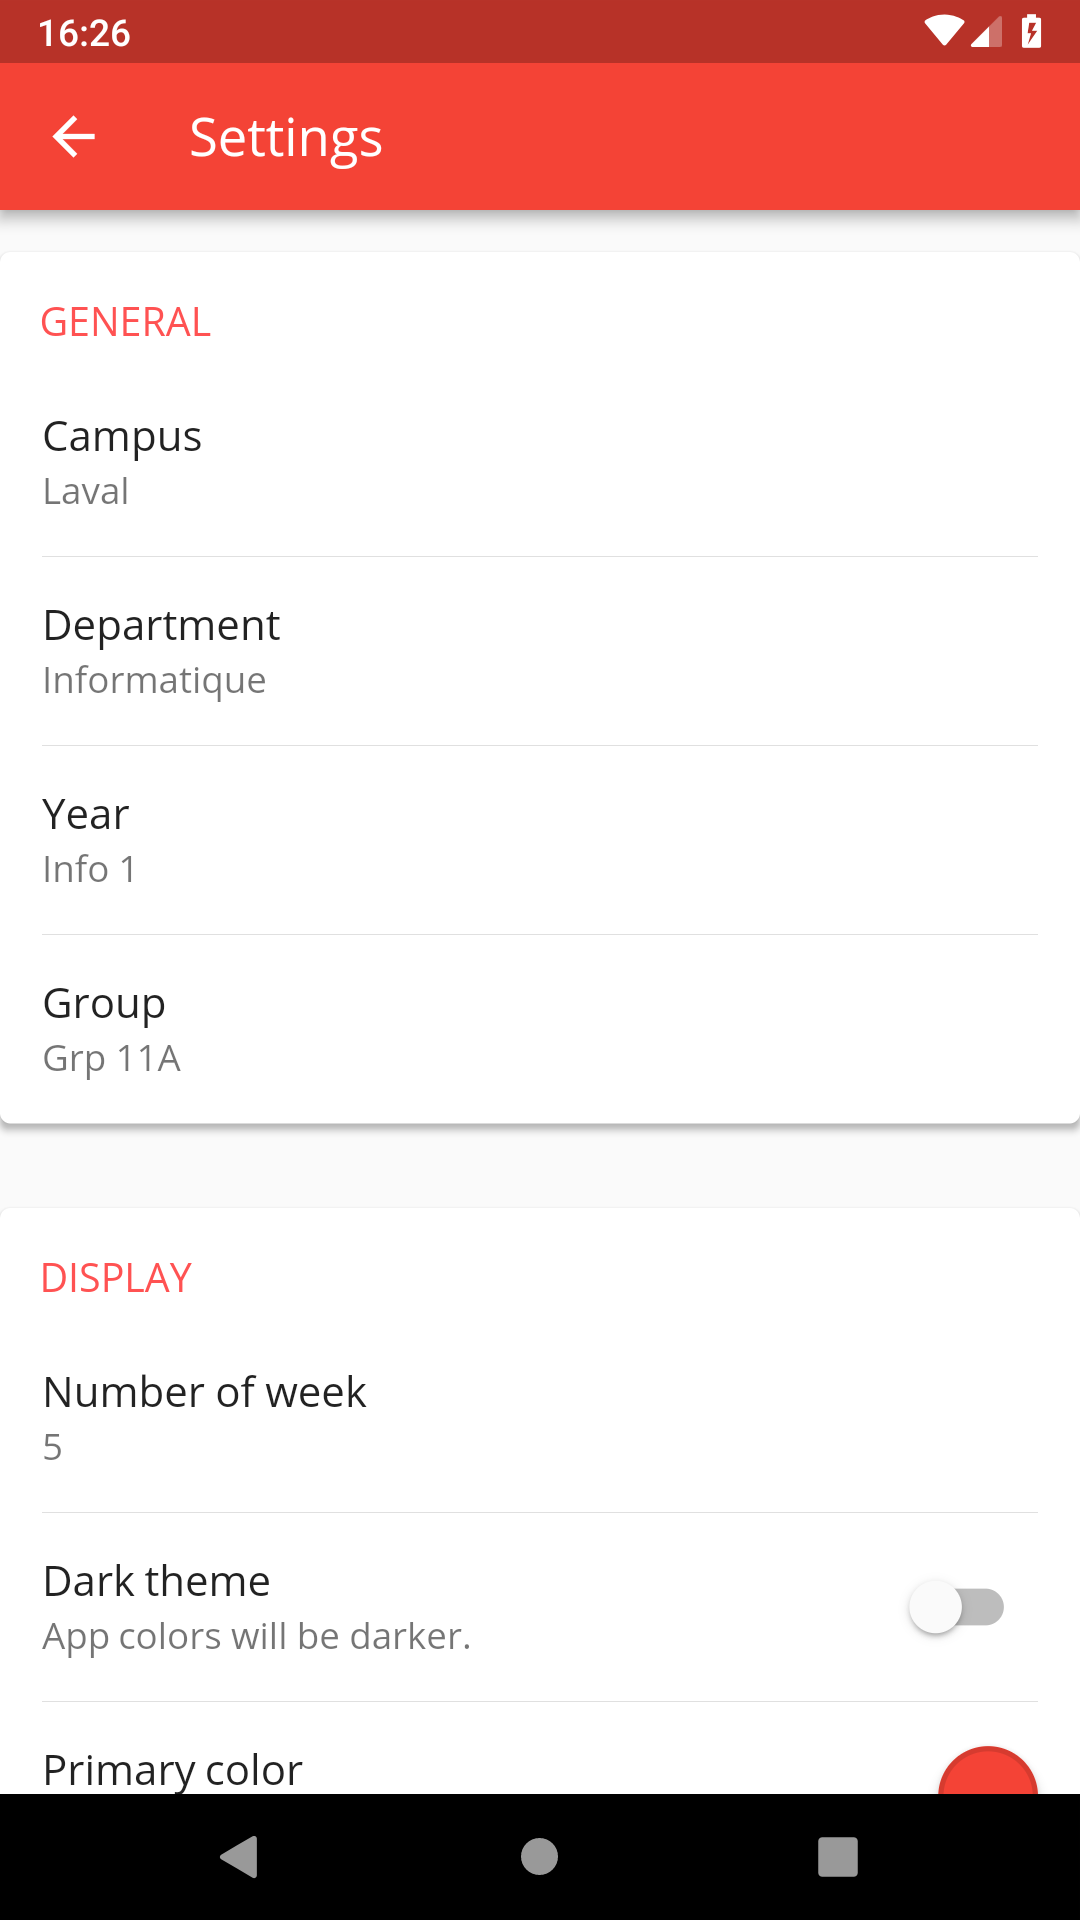 16:26
Settings
GENERAL
Campus
Laval
Department
Informatique
Year
Info 1
Group
Grp 11A
DISPLAY
Number of week
5
Dark theme
App colors will be darker.
Primary color